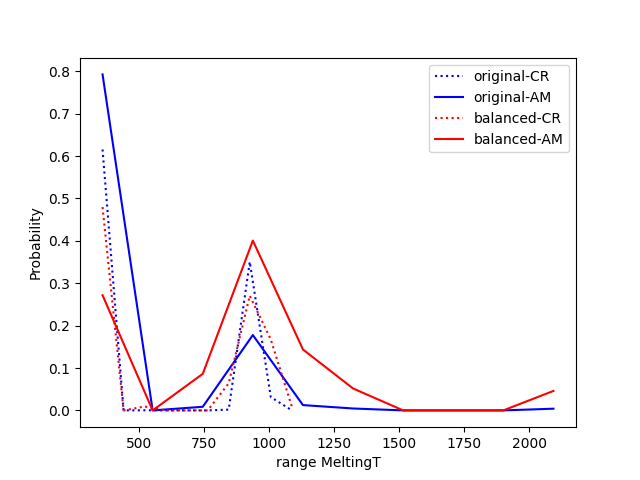 original-CR
original-AM
balanced-CR
balanced-AM
Probability
0.8
0.7
0.6
0.5
0.4
0.3
0.2
0.1
0.0
500 750 1000 1250 1500 1750 2000
range MeltingT